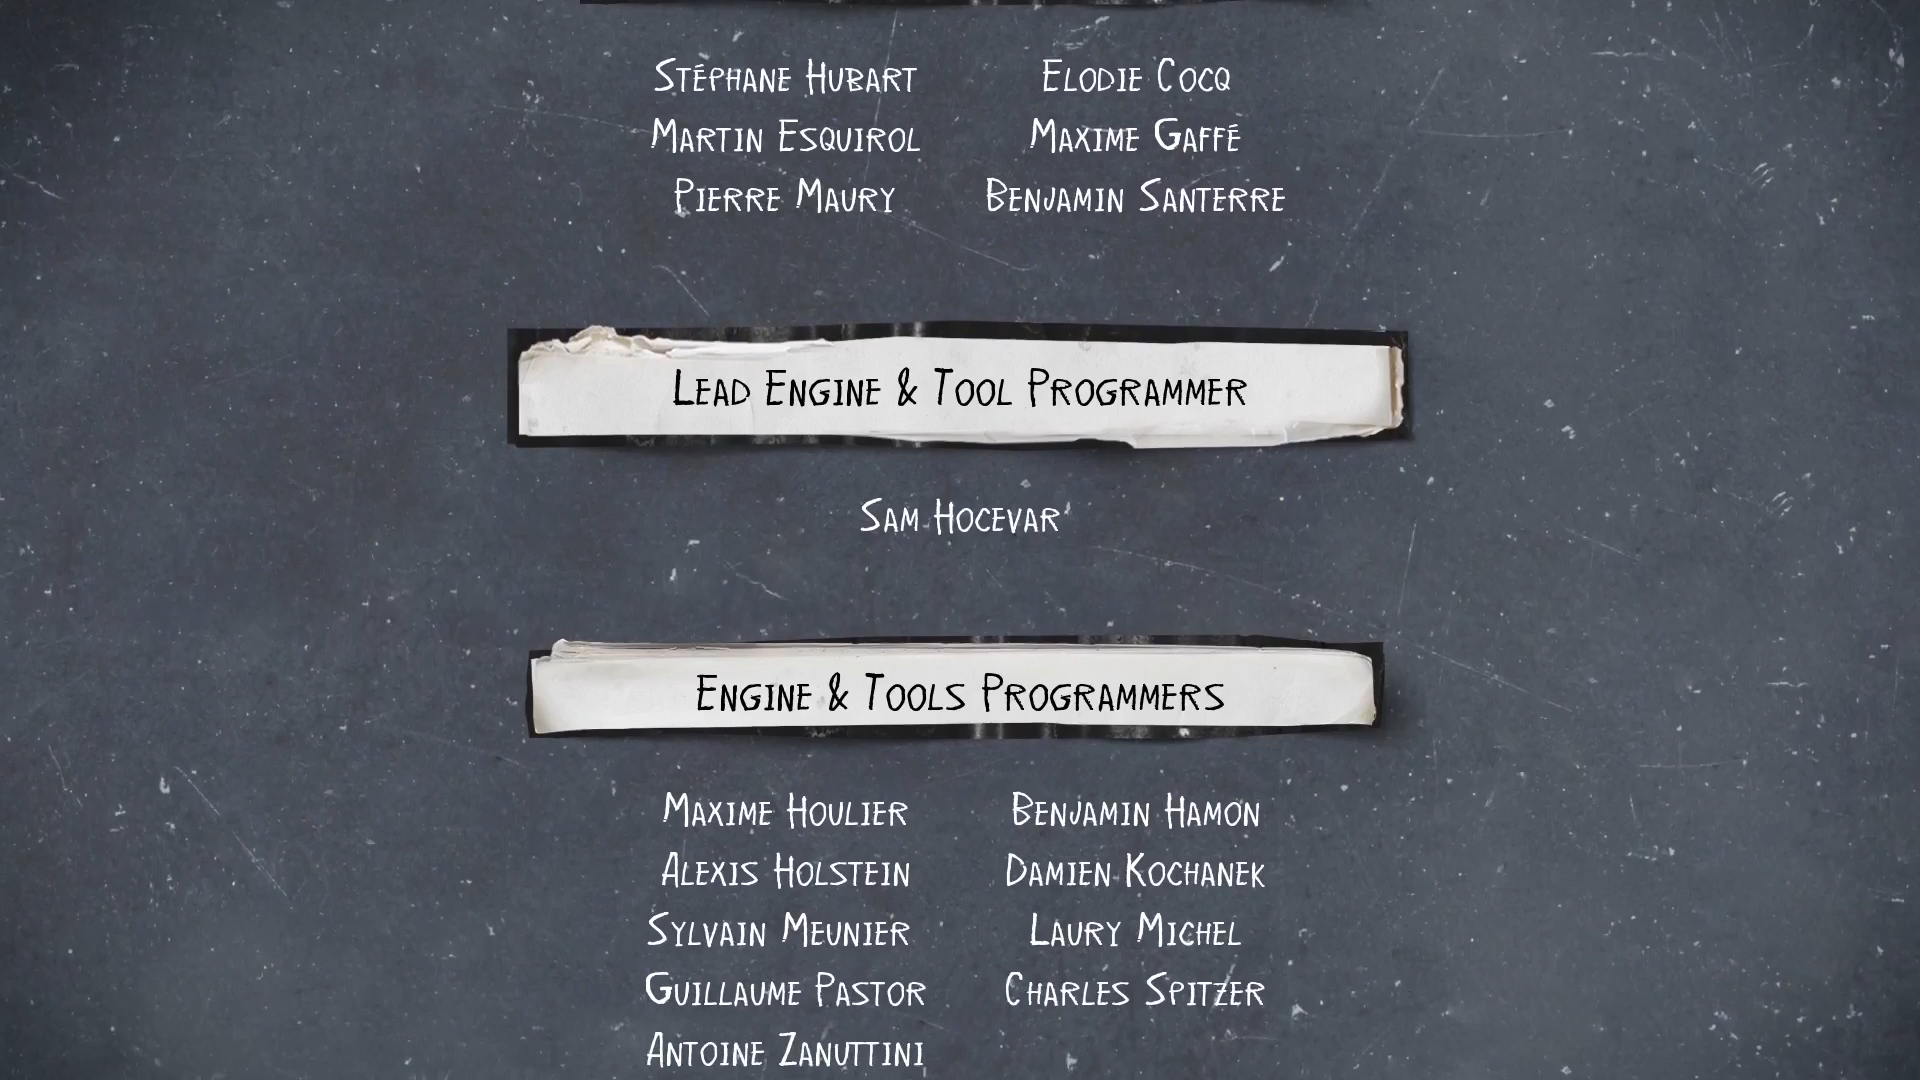 Stéphane Hubart Elodie Cocq
Martin Esquirol Maxime Gaffé
Pierre Maury Benjamin Santerre
Lead Engine & Tool Programmer
Sam Hocevar
Engine & Tools Programmers
Maxime Houlier Benjamin Hamon
Alexis Holstein Damien Kochanek
Sylvain Meunier Laury Michel
Guillaume Pastor Charles Spitzer
Antoine Zanuttini